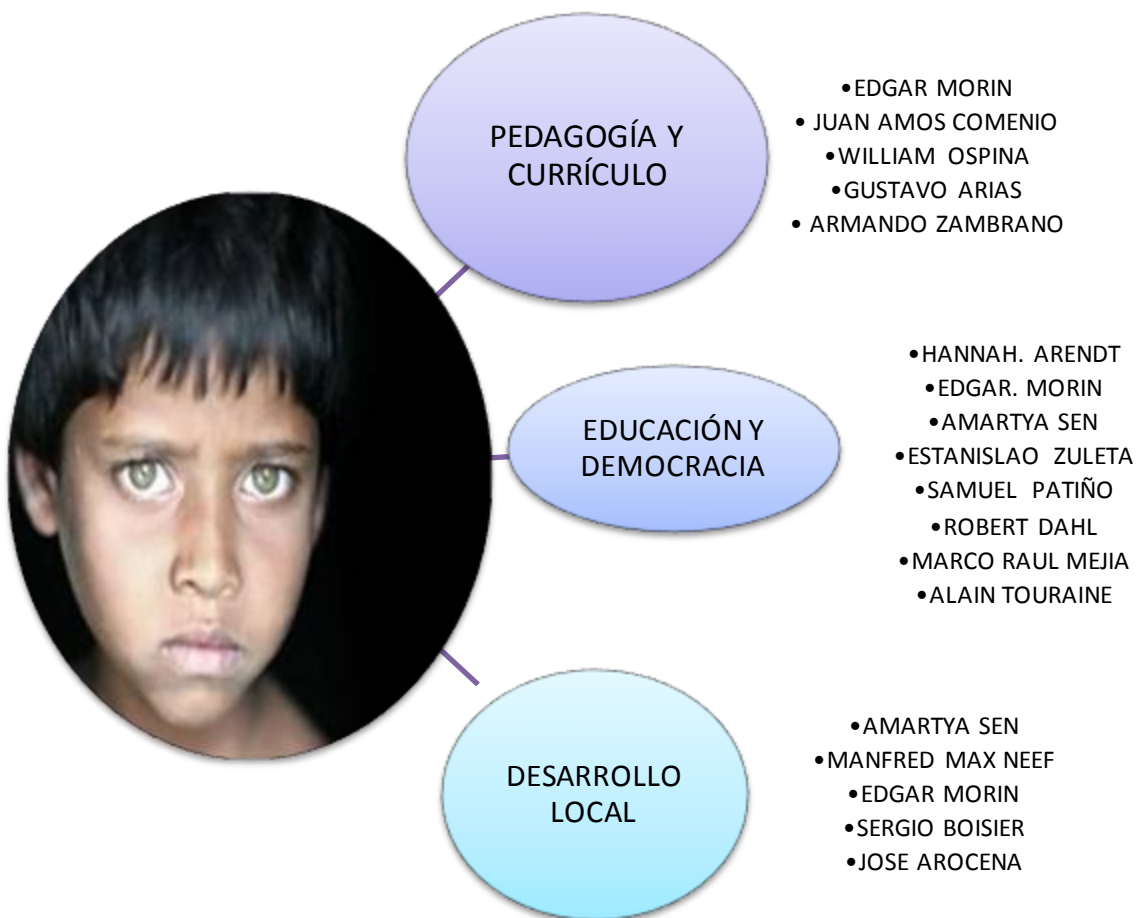 PEDAGOGÍA Y
CURRÍCULO
•EDGAR MORIN
• JUAN AMOS COMENIO
•WILLIAM OSPINA
•GUSTAVO ARIAS
• ARMANDO ZAMBRANO
EDUCACIÓN Y
DEMOCRACIA
•HANNAH. ARENDT
•EDGAR. MORIN
•AMARTYA SEN
•ESTANISLAO ZULETA
•SAMUEL PATIÑO
•ROBERT DAHL
•MARCO RAUL MEJIA
•ALAIN TOURAINE
DESARROLLO
LOCAL
•AMARTYA SEN
•MANFRED MAX NEEF
•EDGAR MORIN
•SERGIO BOISIER
•JOSE AROCENA